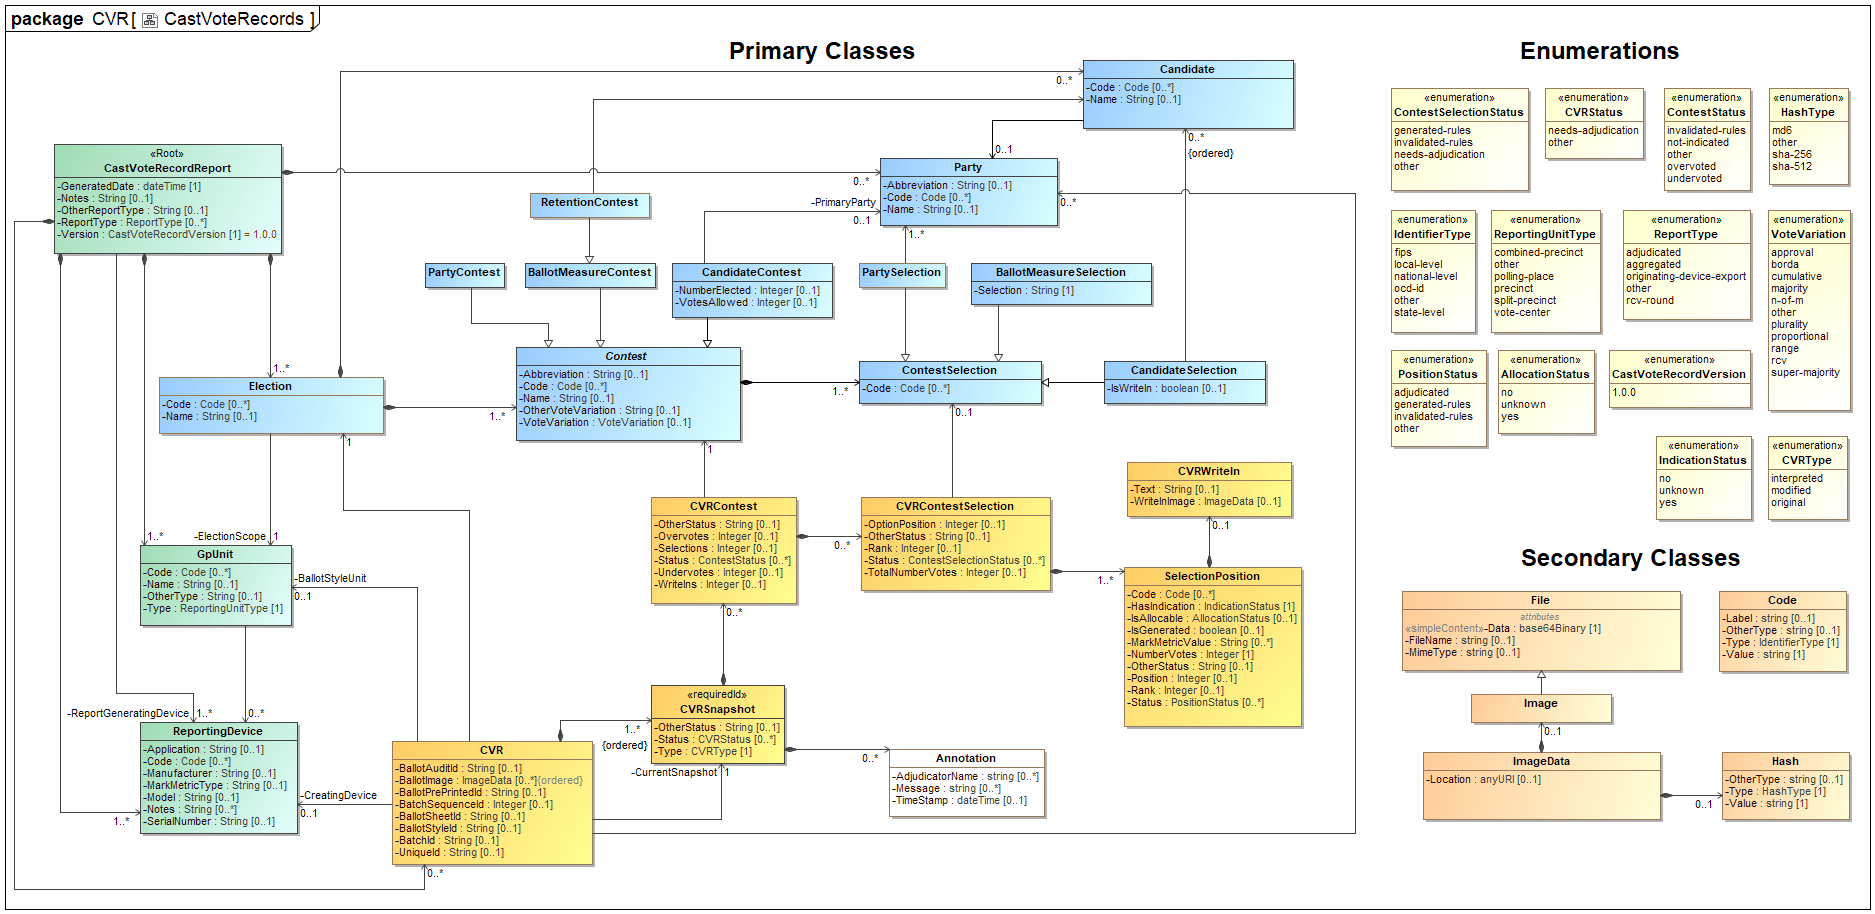 package CVR[ CastVoteRecords ]
Primary Classes
Enumerations
Candidate
-Code : Code [0..*]
-Name : String [0..1]
0..*
0..1
0..*
{ordered}
«Root»
CastVoteRecordReport
-GeneratedDate : dateTime [1]
-Notes : String [0..1]
-OtherReportType : String [0..1]
-ReportType : ReportType [0..*]
-Version : CastVoteRecordVersion [1] = 1.0.0
Party
-Abbreviation : String [0..1]
-Code : Code [0..*]
-Name : String [0..1]
0..*
0..*
-PrimaryParty
0..1
1..*
RetentionContest
PartyContest
BallotMeasureContest
CandidateContest
-NumberElected : Integer [0..1]
-VotesAllowed : Integer [0..1]
PartySelection
BallotMeasureSelection
-Selection : String [1]
1..*
Election
-Code : Code [0..*]
-Name : String [0..1]
1..*
1
Contest
-Abbreviation : String [0..1]
-Code : Code [0..*]
-Name : String [0..1]
-OtherVoteVariation : String [0..1]
-VoteVariation : VoteVariation [0..1]
1..*
1
ContestSelection
-Code : Code [0..*]
0..1
CandidateSelection
-IsWriteIn : boolean [0..1]
CVRWriteIn
-Text : String [0..1]
-WriteInImage : ImageData [0..1]
0..1
CVRContest
-OtherStatus : String [0..1]
-Overvotes : Integer [0..1]
-Selections : Integer [0..1]
-Status : ContestStatus [0..*]
-Undervotes : Integer [0..1]
-WriteIns : Integer [0..1]
0..*
0..*
CVRContestSelection
-OptionPosition : Integer [0..1]
-OtherStatus : String [0..1]
-Rank : Integer [0..1]
-Status : ContestSelectionStatus [0..*]
-TotalNumberVotes : Integer [0..1]
1..*
SelectionPosition
-Code : Code [0..*]
-HasIndication : IndicationStatus [1]
-IsAllocable : AllocationStatus [0..1]
-IsGenerated : boolean [0..1]
-MarkMetricValue : String [0..*]
-NumberVotes : Integer [1]
-OtherStatus : String [0..1]
-Position : Integer [0..1]
-Rank : Integer [0..1]
-Status : PositionStatus [0..*]
1..*
-ElectionScope
1
GpUnit
-Code : Code [0..*]
-Name : String [0..1]
-OtherType : String [0..1]
-Type : ReportingUnitType [1]
-BallotStyleUnit
0..1
-ReportGeneratingDevice
1..*
0..*
ReportingDevice
-Application : String [0..1]
-Code : Code [0..*]
-Manufacturer : String [0..1]
-MarkMetricType : String [0..1]
-Model : String [0..1]
-Notes : String [0..*]
-SerialNumber : String [0..1]
1..*
-CreatingDevice
0..1
CVR
-BallotAuditId : String [0..1]
-BallotImage : ImageData [0..*]{ordered}
-BallotPrePrintedId : String [0..1]
-BatchSequenceId : Integer [0..1]
-BallotSheetId : String [0..1]
-BallotStyleId : String [0..1]
-BatchId : String [0..1]
-UniqueId : String [0..1]
0..*
1..*
{ordered}
-CurrentSnapshot
1
«requiredId»
CVRSnapshot
-OtherStatus : String [0..1]
-Status : CVRStatus [0..*]
-Type : CVRType [1]
0..*
Annotation
-AdjudicatorName : string [0..*]
-Message : string [0..*]
-TimeStamp : dateTime [0..1]
«enumeration»
ContestSelectionStatus
generated-rules
invalidated-rules
needs-adjudication
other
«enumeration»
CVRStatus
needs-adjudication
other
«enumeration»
ContestStatus
invalidated-rules
not-indicated
other
overvoted
undervoted
«enumeration»
HashType
md6
other
sha-256
sha-512
«enumeration»
IdentifierType
fips
local-level
national-level
ocd-id
other
state-level
«enumeration»
ReportingUnitType
combined-precinct
other
polling-place
precinct
split-precinct
vote-center
«enumeration»
ReportType
adjudicated
aggregated
originating-device-export
other
rcv-round
«enumeration»
VoteVariation
approval
borda
cumulative
majority
n-of-m
other
plurality
proportional
range
rcv
super-majority
«enumeration»
PositionStatus
adjudicated
generated-rules
invalidated-rules
other
«enumeration»
AllocationStatus
no
unknown
yes
«enumeration»
CastVoteRecordVersion
1.0.0
«enumeration»
IndicationStatus
no
unknown
yes
«enumeration»
CVRType
interpreted
modified
original
Secondary Classes
File
attributes
«simpleContent»-Data : base64Binary [1]
-FileName : string [0..1]
-MimeType : string [0..1]
Code
-Label : string [0..1]
-OtherType : string [0..1]
-Type : IdentifierType [1]
-Value : string [1]
Image
0..1
ImageData
-Location : anyURI [0..1]
0..1
Hash
-OtherType : string [0..1]
-Type : HashType [1]
-Value : string [1]